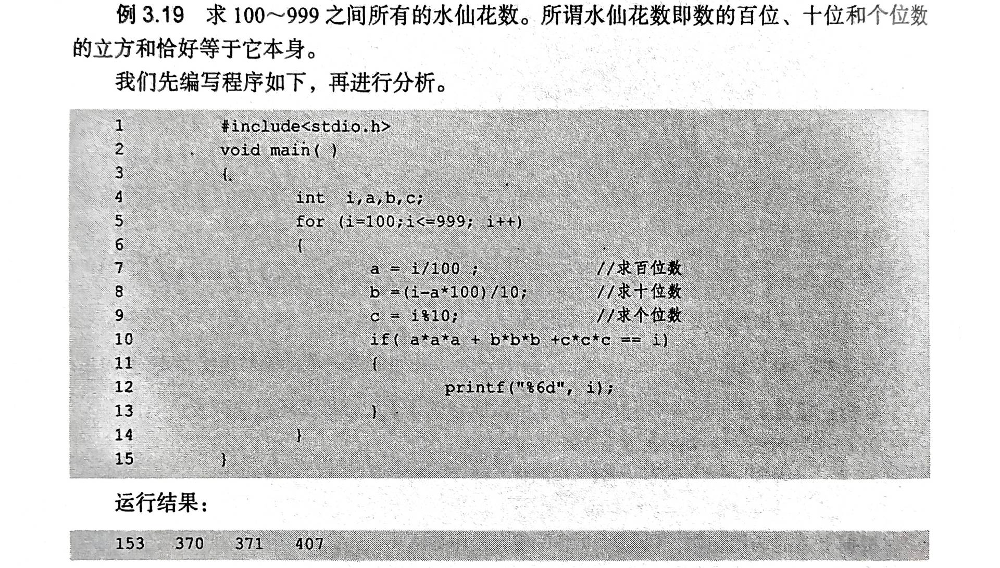 例 3.19 求 100～999 之间所有的水仙花数。所谓水仙花数即数的百位、十位和个位数
的立方和恰好等于它本身。
我们先编写程序如下，再进行分析。
1 #include<stdio.h>
2 void main( )
3 {
4 int i,a,b,c;
5 for (i=100;i<=999; i++)
6 {
7 a = i/100 ; //求百位数
8 b =(i-a*100)/10; //求十位数
9 c = i%10; //求个位数
10 if( a*a*a + b*b*b +c*c*c == i)
11 {
12 printf("%6d", i);
13 }
14 }
15 }
运行结果：
153 370 371 407